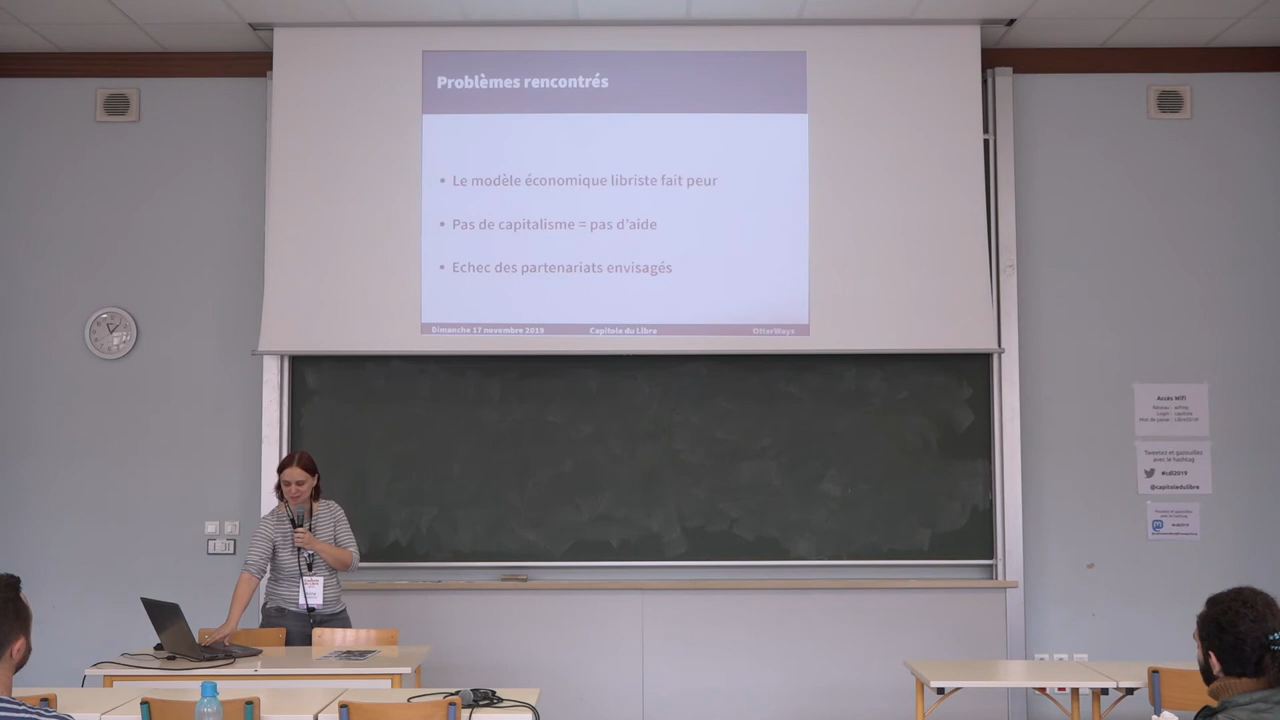 Problèmes rencontrés
• Le modèle économique libriste fait peur
• Pas de capitalisme = pas d'aide
• Echec des partenariats envisagés
Dimanche 17 novembre 2019 Capitole du Libre OtterWays
Accès Wifi
Tweetez et gazouillez
avec le hashtag
#cdl2019
@capitoledulibre